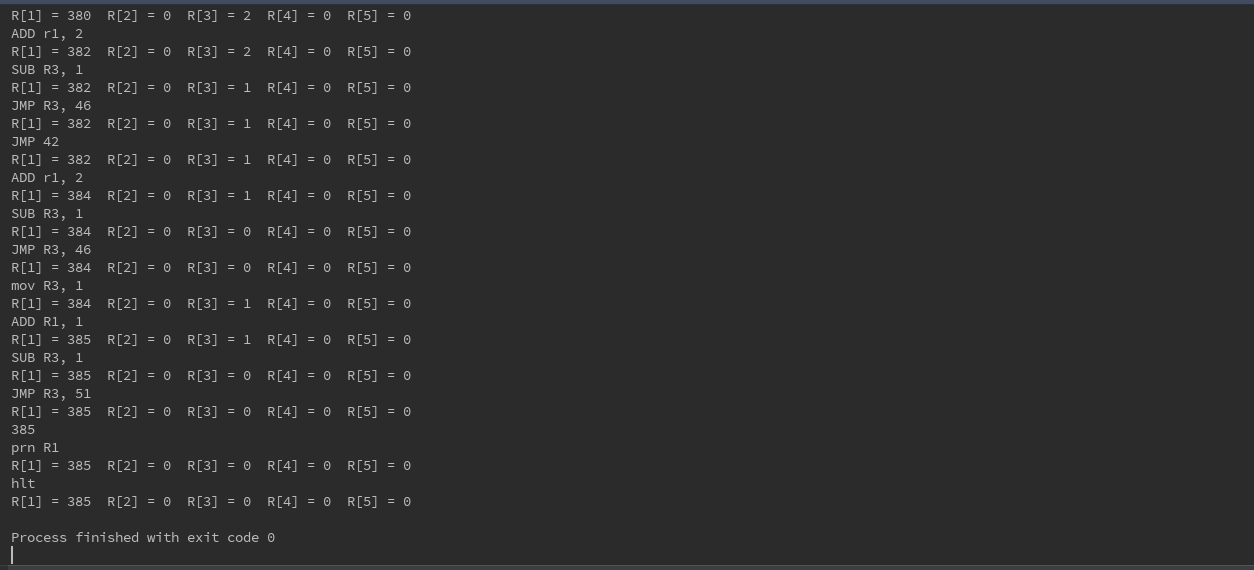 R[1] = 380  R[2] = 0  R[3] = 2  R[4] = 0  R[5] = 0
ADD r1, 2
R[1] = 382  R[2] = 0  R[3] = 2  R[4] = 0  R[5] = 0
SUB R3, 1
R[1] = 382  R[2] = 0  R[3] = 1  R[4] = 0  R[5] = 0
JMP R3, 46
R[1] = 382  R[2] = 0  R[3] = 1  R[4] = 0  R[5] = 0
JMP 42
R[1] = 382  R[2] = 0  R[3] = 1  R[4] = 0  R[5] = 0
ADD r1, 2
R[1] = 384  R[2] = 0  R[3] = 1  R[4] = 0  R[5] = 0
SUB R3, 1
R[1] = 384  R[2] = 0  R[3] = 0  R[4] = 0  R[5] = 0
JMP R3, 46
R[1] = 384  R[2] = 0  R[3] = 0  R[4] = 0  R[5] = 0
mov R3, 1
R[1] = 384  R[2] = 0  R[3] = 1  R[4] = 0  R[5] = 0
ADD R1, 1
R[1] = 385  R[2] = 0  R[3] = 1  R[4] = 0  R[5] = 0
SUB R3, 1
R[1] = 385  R[2] = 0  R[3] = 0  R[4] = 0  R[5] = 0
JMP R3, 51
R[1] = 385  R[2] = 0  R[3] = 0  R[4] = 0  R[5] = 0
385
prn R1
R[1] = 385  R[2] = 0  R[3] = 0  R[4] = 0  R[5] = 0
hlt
R[1] = 385  R[2] = 0  R[3] = 0  R[4] = 0  R[5] = 0
Process finished with exit code 0